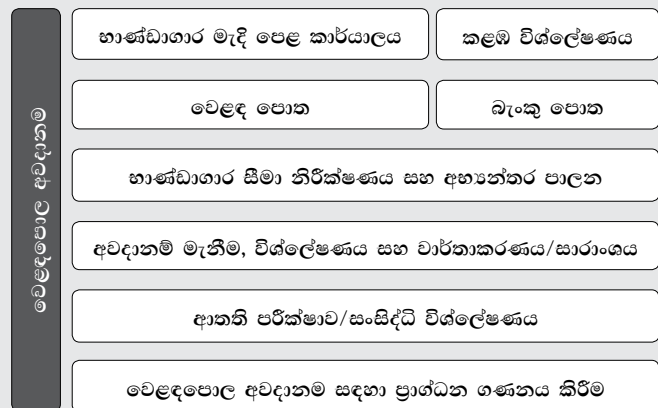 වෙළඳපොල අවදානම
භාණ්ඩාගාර මැදි පෙළ කාර්යාලය
කළඹ විශ්ලේෂණය
වෙළඳ පොත
බැංකු පොත
භාණ්ඩාගාර සීමා නිරීක්ෂණය සහ අභ්‍යන්තර පාලන
අවදානම් මැනීම, විශ්ලේෂණය සහ වාර්තාකරණය/සාරාංශය
ආතති පරීක්ෂාව/සංසිද්ධි විශ්ලේෂණය
වෙළඳපොල අවදානම සඳහා ප්‍රාග්ධන ගණනය කිරීම